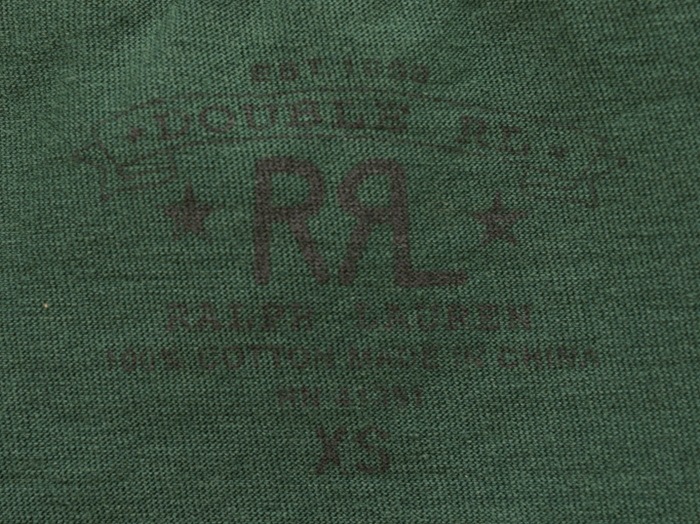 EST 1993
DOUBLE RL
RRL
RALPH LAUREN
100% COTTON MADE IN CHINA
XS